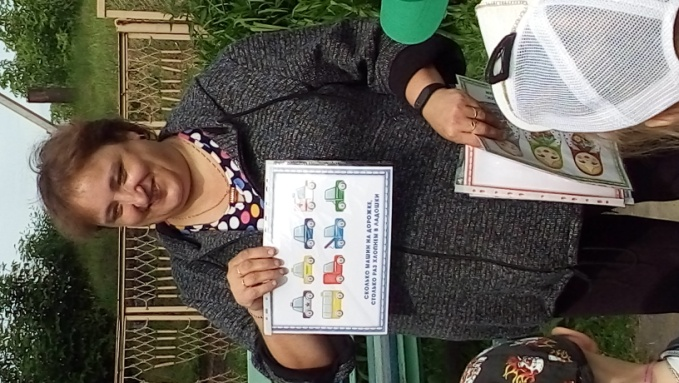 СКОЛЬКО МАШИН НА ДОРОЖКЕ,
СТОЛЬКО РАЗ ХЛОПНЕМ В ЛАДОШКИ